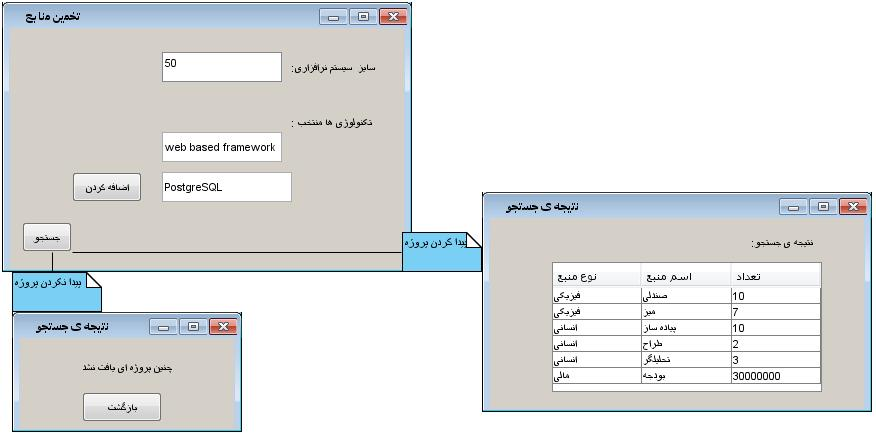 تخمین منابع
سایز سیستم نرافزاری:
50
تکنولوژی ها منتخب :
web based framework
PostgreSQL
اضافه کردن
جستجو
پیدا کردن پروژه
پیدا نکردن پروژه
نتیجه ی جستجو
چنین پروژه ای یافت نشد
بازگشت
نتیجه ی جستجو
نتیجه ی جستجو:
نوع منبع اسم منبع تعداد
فیزیکی صندلی 10
فیزیکی میز 7
انسانی پیاده ساز 10
انسانی طراح 2
انسانی تحلیلگر 3
مالی بودجه 30000000